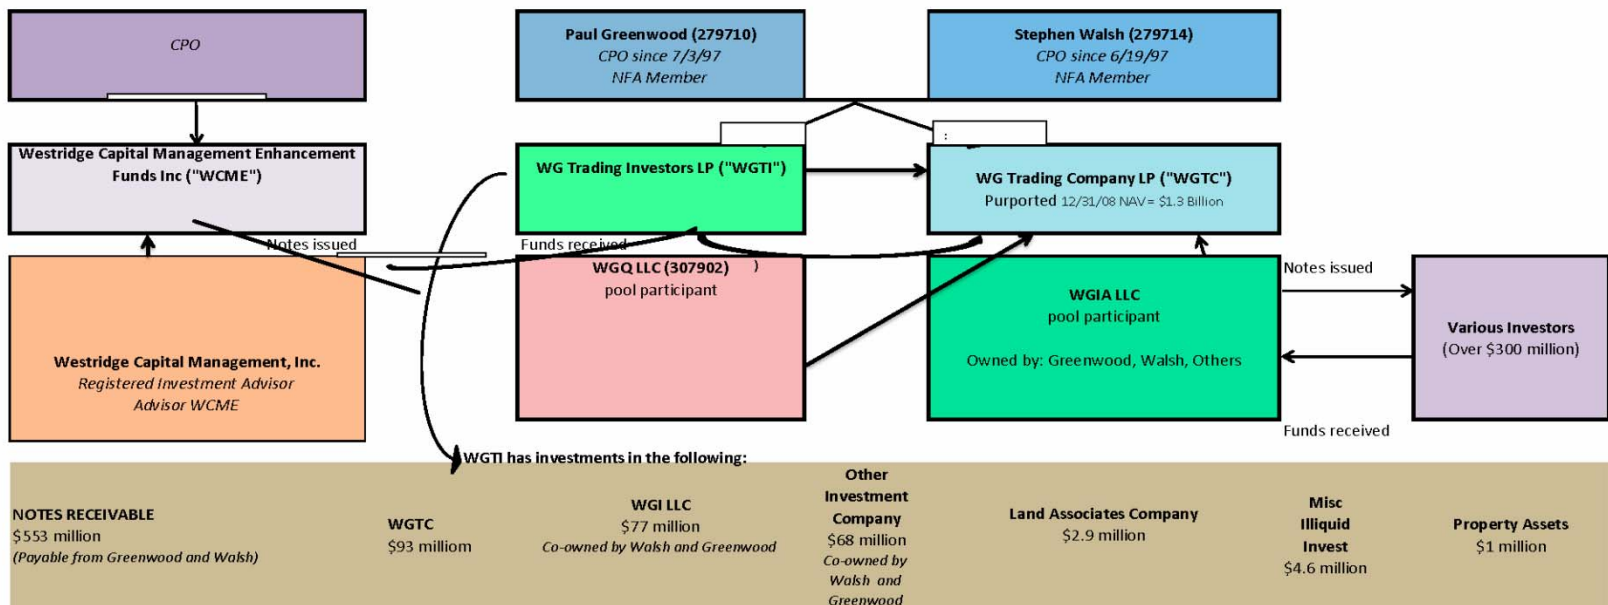 CPO
Paul Greenwood (279710)
CPO since 7/3/97
NFA Member
Stephen Walsh (279714)
CPO since 6/19/97
NFA Member
:
Westridge Capital Management Enhancement
Funds Inc ("WCME")
WG Trading Investors LP ("WGTI")
WG Trading Company LP ("WGTC")
Purported 12/31/08 NAV= $1.3 Billion
Notes issued
Funds received
WGQ LLC (307902) )
pool participant
Westridge Capital Management, Inc.
Registered Investment Advisor
Advisor WCME
WGIA LLC
pool participant
Owned by: Greenwood, Walsh, Others
Notes issued
Various Investors
(Over $300 million)
Funds received
WGTI has investments in the following:
NOTES RECEIVABLE
$553 million
(Payable from Greenwood and Walsh)
WGTC
$93 milliom
WGI LLC
$77 million
Co-owned by Walsh and Greenwood
Other
Investment
Company
$68 million
Co-owned by
Walsh and
Greenwood
Land Associates Company
$2.9 million
Misc
Illiquid
Invest
$4.6 million
Property Assets
$1 million